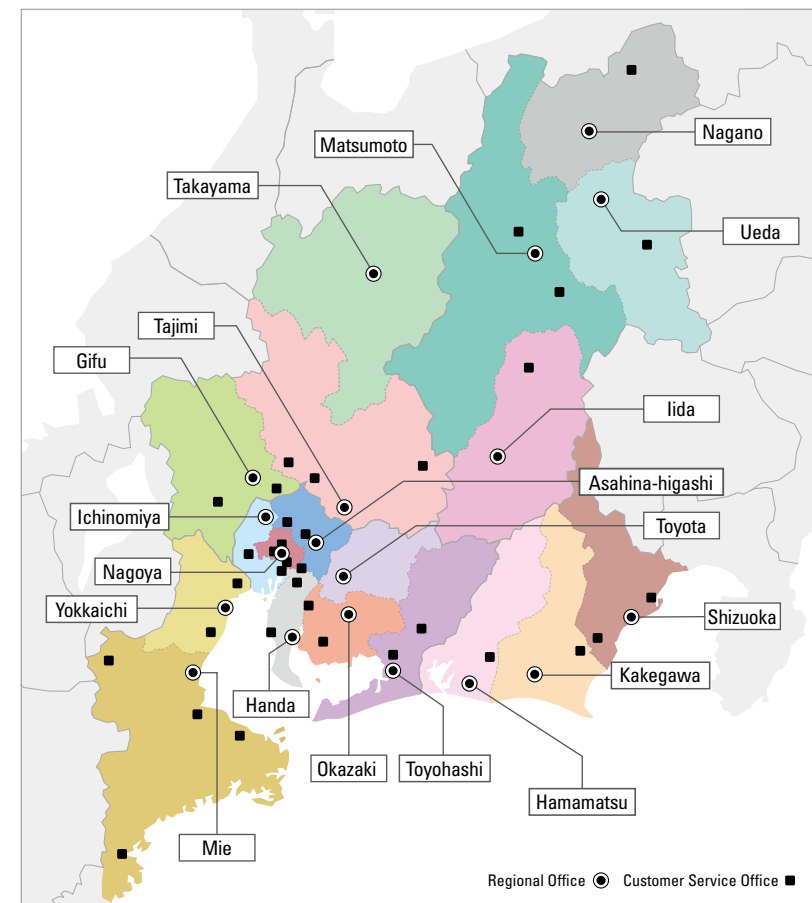 Nagano
Matsumoto
Takayama
Ueda
Tajimi
Gifu
Iida
Asahina-higashi
Ichinomiya
Toyota
Nagoya
Yokkaichi
Shizuoka
Kakegawa
Handa
Okazaki
Toyohashi
Hamamatsu
Mie
Regional Office
Customer Service Office